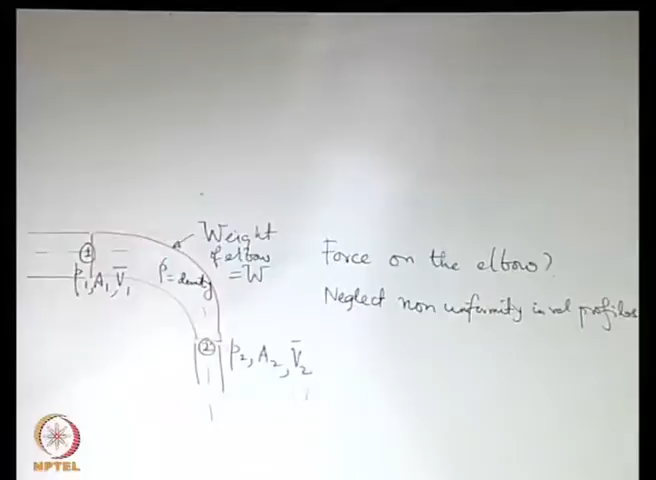 Weight
of elbow
= W
①
p₁, A₁, V̄₁
ρ = density
Force on the elbow?
Neglect non uniformity in vel profiles
②
p₂, A₂, V̄₂
NPTEL